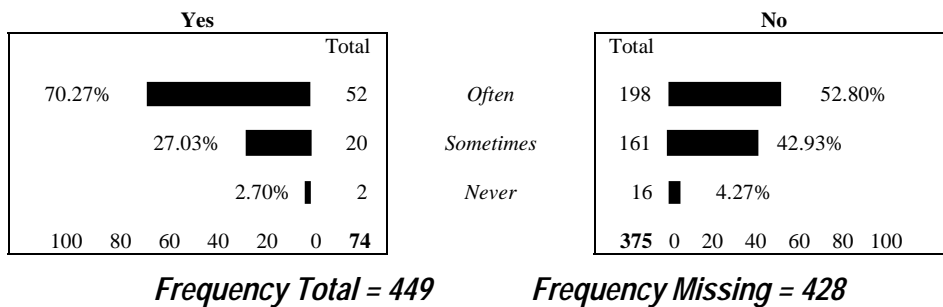 Yes No
Total Total
70.27% 52 Often 198 52.80%
27.03% 20 Sometimes 161 42.93%
2.70% 2 Never 16 4.27%
100 80 60 40 20 0 74 375 0 20 40 60 80 100
Frequency Total = 449 Frequency Missing = 428